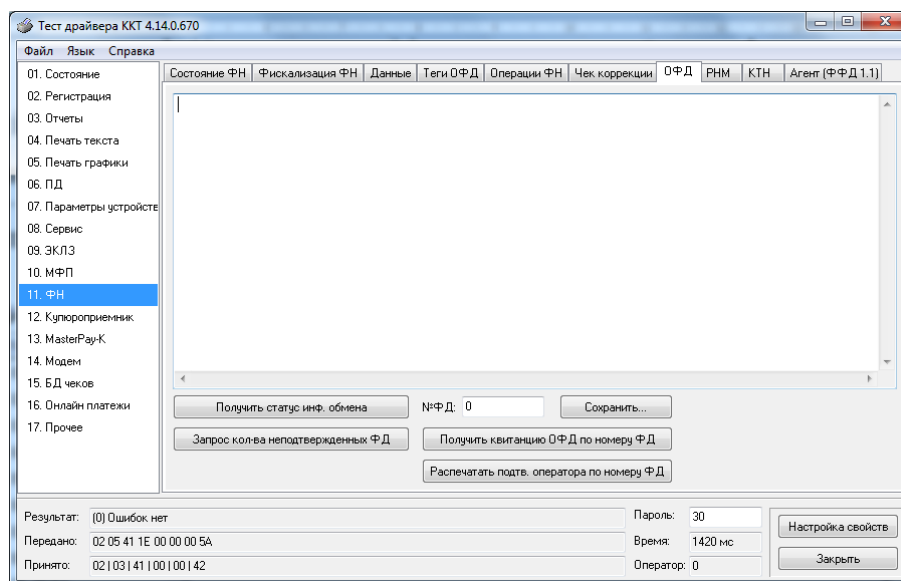 Тест драйвера ККТ 4.14.0.670
Файл Язык Справка
01. Состояние
02. Регистрация
03. Отчеты
04. Печать текста
05. Печать графики
06. ПД
07. Параметры устройств
08. Сервис
09. ЭКЛЗ
10. МФП
11. ФН
12. Купюроприемник
13. MasterPay-K
14. Модем
15. БД чеков
16. Онлайн платежи
17. Прочее
Состояние ФН Фискализация ФН Данные Теги ОФД Операции ФН Чек коррекции ОФД РНМ КТН Агент (ФФД 1.1)
Получить статус инф. обмена №ФД: 0 Сохранить...
Запрос кол-ва неподтвержденных ФД Получить квитанцию ОФД по номеру ФД
Распечатать подтв. оператора по номеру ФД
Результат: (0) Ошибок нет Пароль: 30 Настройка свойств
Передано: 02 05 41 1E 00 00 00 5A Время: 1420 мс
Принято: 02 | 03 | 41 | 00 | 00 | 42 Оператор: 0 Закрыть